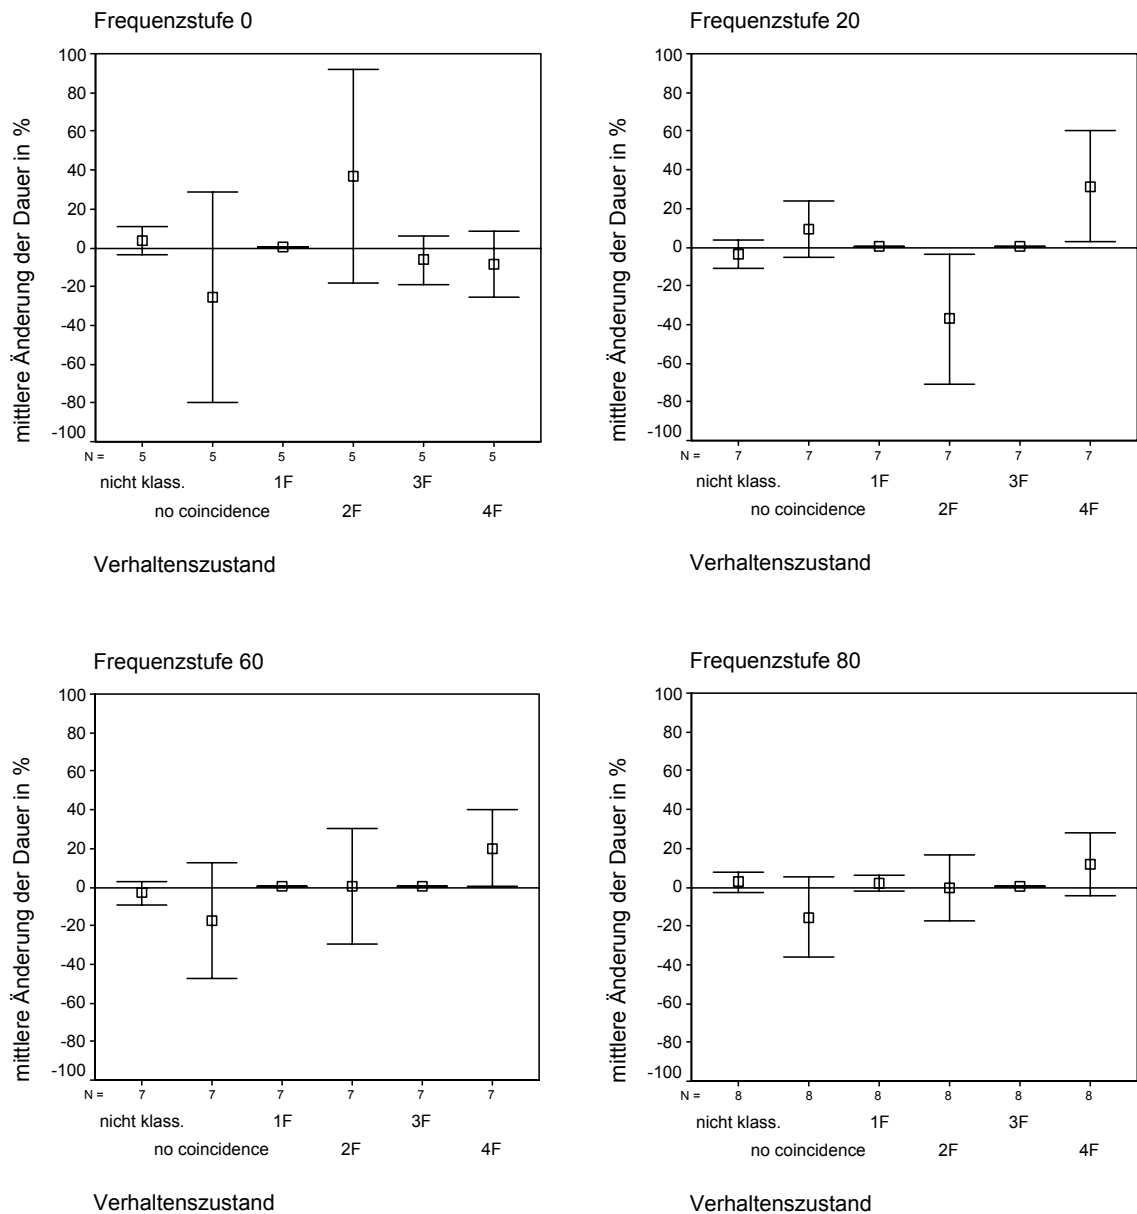 Frequenzstufe 0
mittlere Änderung der Dauer in %
100
80
60
40
20
0
-20
-40
-60
-80
-100
N = 5 5 5 5 5 5
nicht klass. 1F 3F
no coincidence 2F 4F
Verhaltenszustand
Frequenzstufe 20
mittlere Änderung der Dauer in %
100
80
60
40
20
0
-20
-40
-60
-80
-100
N = 7 7 7 7 7 7
nicht klass. 1F 3F
no coincidence 2F 4F
Verhaltenszustand
Frequenzstufe 60
mittlere Änderung der Dauer in %
100
80
60
40
20
0
-20
-40
-60
-80
-100
N = 7 7 7 7 7 7
nicht klass. 1F 3F
no coincidence 2F 4F
Verhaltenszustand
Frequenzstufe 80
mittlere Änderung der Dauer in %
100
80
60
40
20
0
-20
-40
-60
-80
-100
N = 8 8 8 8 8 8
nicht klass. 1F 3F
no coincidence 2F 4F
Verhaltenszustand